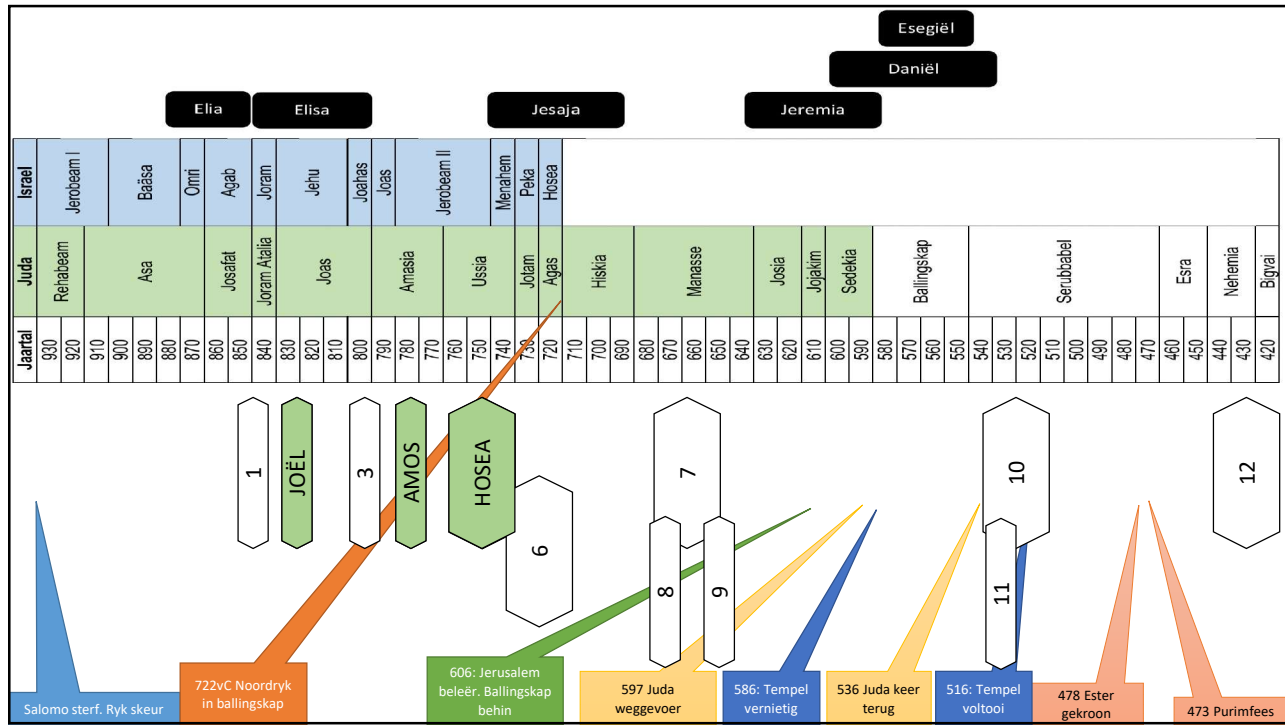 Esegiël
Daniël
Elia
Elisa
Jesaja
Jeremia
Israel
Jerobeam I
Baäsa
Omri
Agab
Joram
Jehu
Joahas
Joas
Jerobeam II
Menahem
Peka
Hosea
Juda
Rehabeam
Asa
Josafat
Joram Atalia
Joas
Amasia
Ussia
Jotam
Agas
Hiskia
Manasse
Josia
Jojakim
Sedekia
Ballingskap
Serubbabel
Esra
Nehemia
Bigvai
Jaartal
930
920
910
900
890
880
870
860
850
840
830
820
810
800
790
780
770
760
750
740
730
720
710
700
690
680
670
660
650
640
630
620
610
600
590
580
570
560
550
540
530
520
510
500
490
480
470
460
450
440
430
420
1
JOËL
3
AMOS
HOSEA
6
7
8
9
10
11
12
Salomo sterf. Ryk skeur
722vC Noordryk
in ballingskap
606: Jerusalem
beleër. Ballingskap
behin
597 Juda
weggevoer
586: Tempel
vernietig
536 Juda keer
terug
516: Tempel
voltooi
478 Ester
gekroon
473 Purimfees